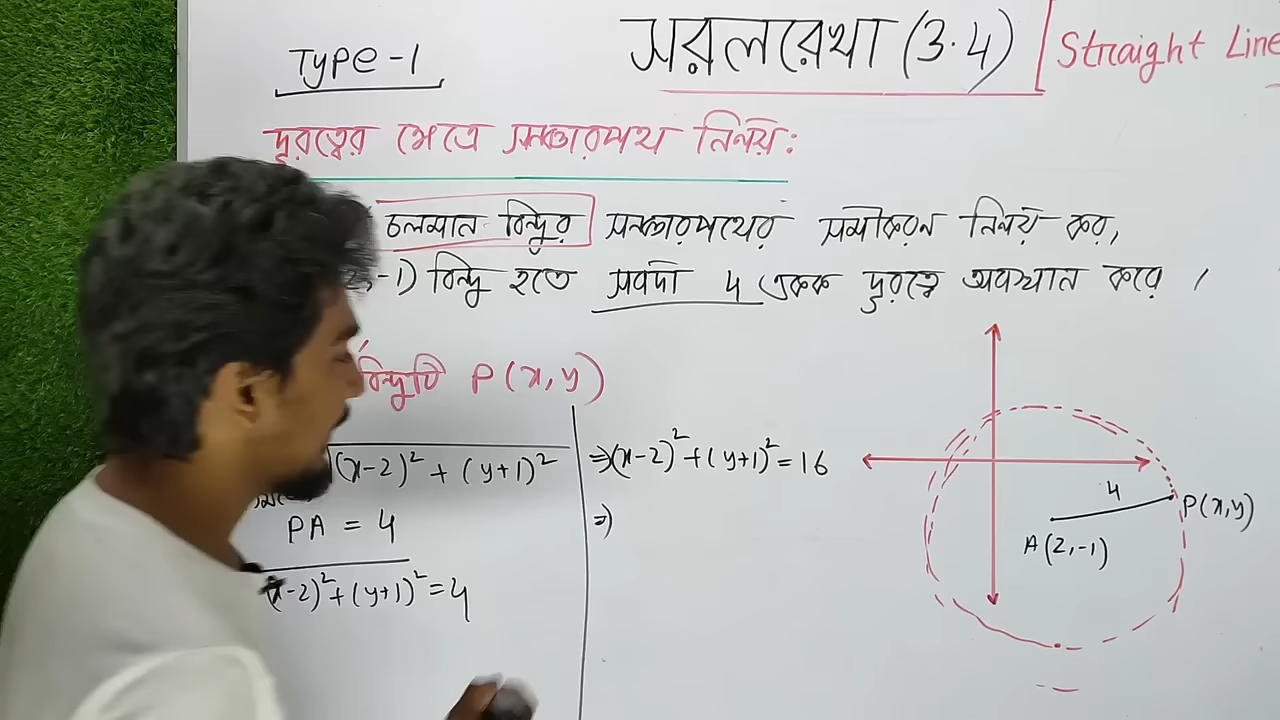 Type-1
সরলরেখা (3.4) Straight Line
দূরত্বের ক্ষেত্রে সঞ্চারপথ নির্ণয়:
চলমান বিন্দুর সঞ্চারপথের সমীকরণ নির্ণয় কর,
-1) বিন্দু হতে সর্বদা 4 একক দূরত্বে অবস্থান করে ।
বিন্দুটি P(x,y)
(x-2)² + (y+1)²
PA = 4
-2)² + (y+1)² = 4
⇒(x-2)² + (y+1)² = 16
⇒)
4
P(x,y)
A(2,-1)